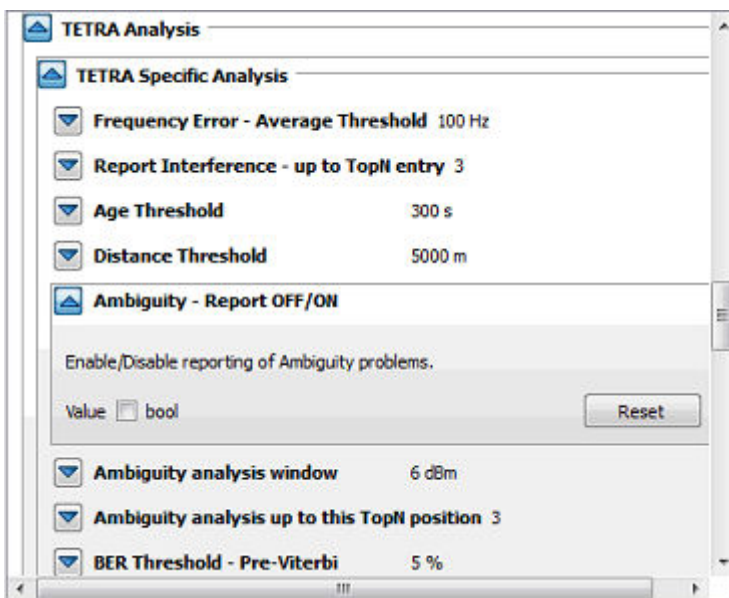 TETRA Analysis
TETRA Specific Analysis
Frequency Error - Average Threshold 100 Hz
Report Interference - up to TopN entry 3
Age Threshold 300 s
Distance Threshold 5000 m
Ambiguity - Report OFF/ON
Enable/Disable reporting of Ambiguity problems.
Value bool Reset
Ambiguity analysis window 6 dBm
Ambiguity analysis up to this TopN position 3
BER Threshold - Pre-Viterbi 5 %